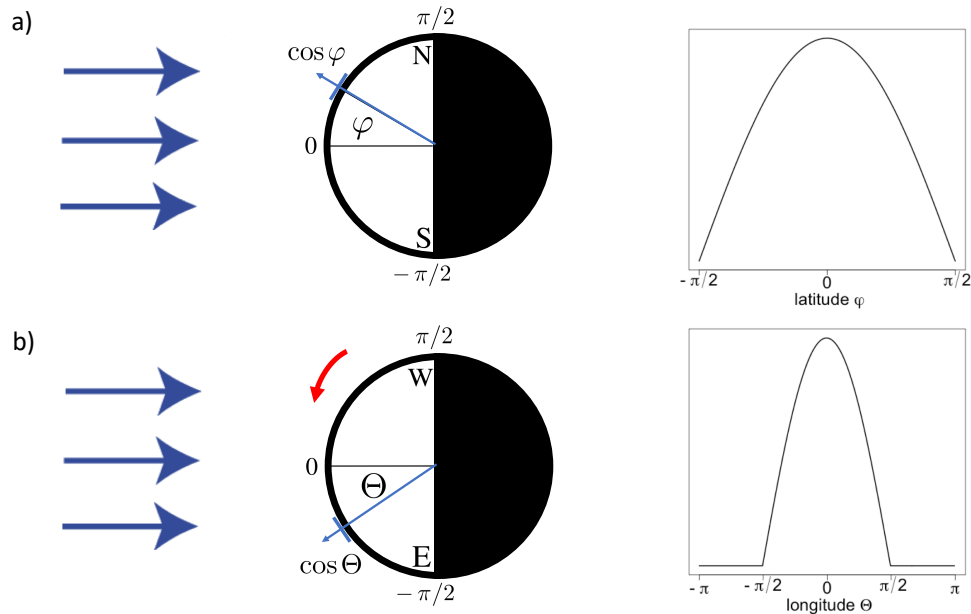 a)
π/2
cos φ
N
φ
0
S
- π/2
- π/2
0
π/2
latitude φ
b)
π/2
W
0
Θ
cos Θ
E
-π/2
- π
- π/2
0
π/2
π
longitude Θ